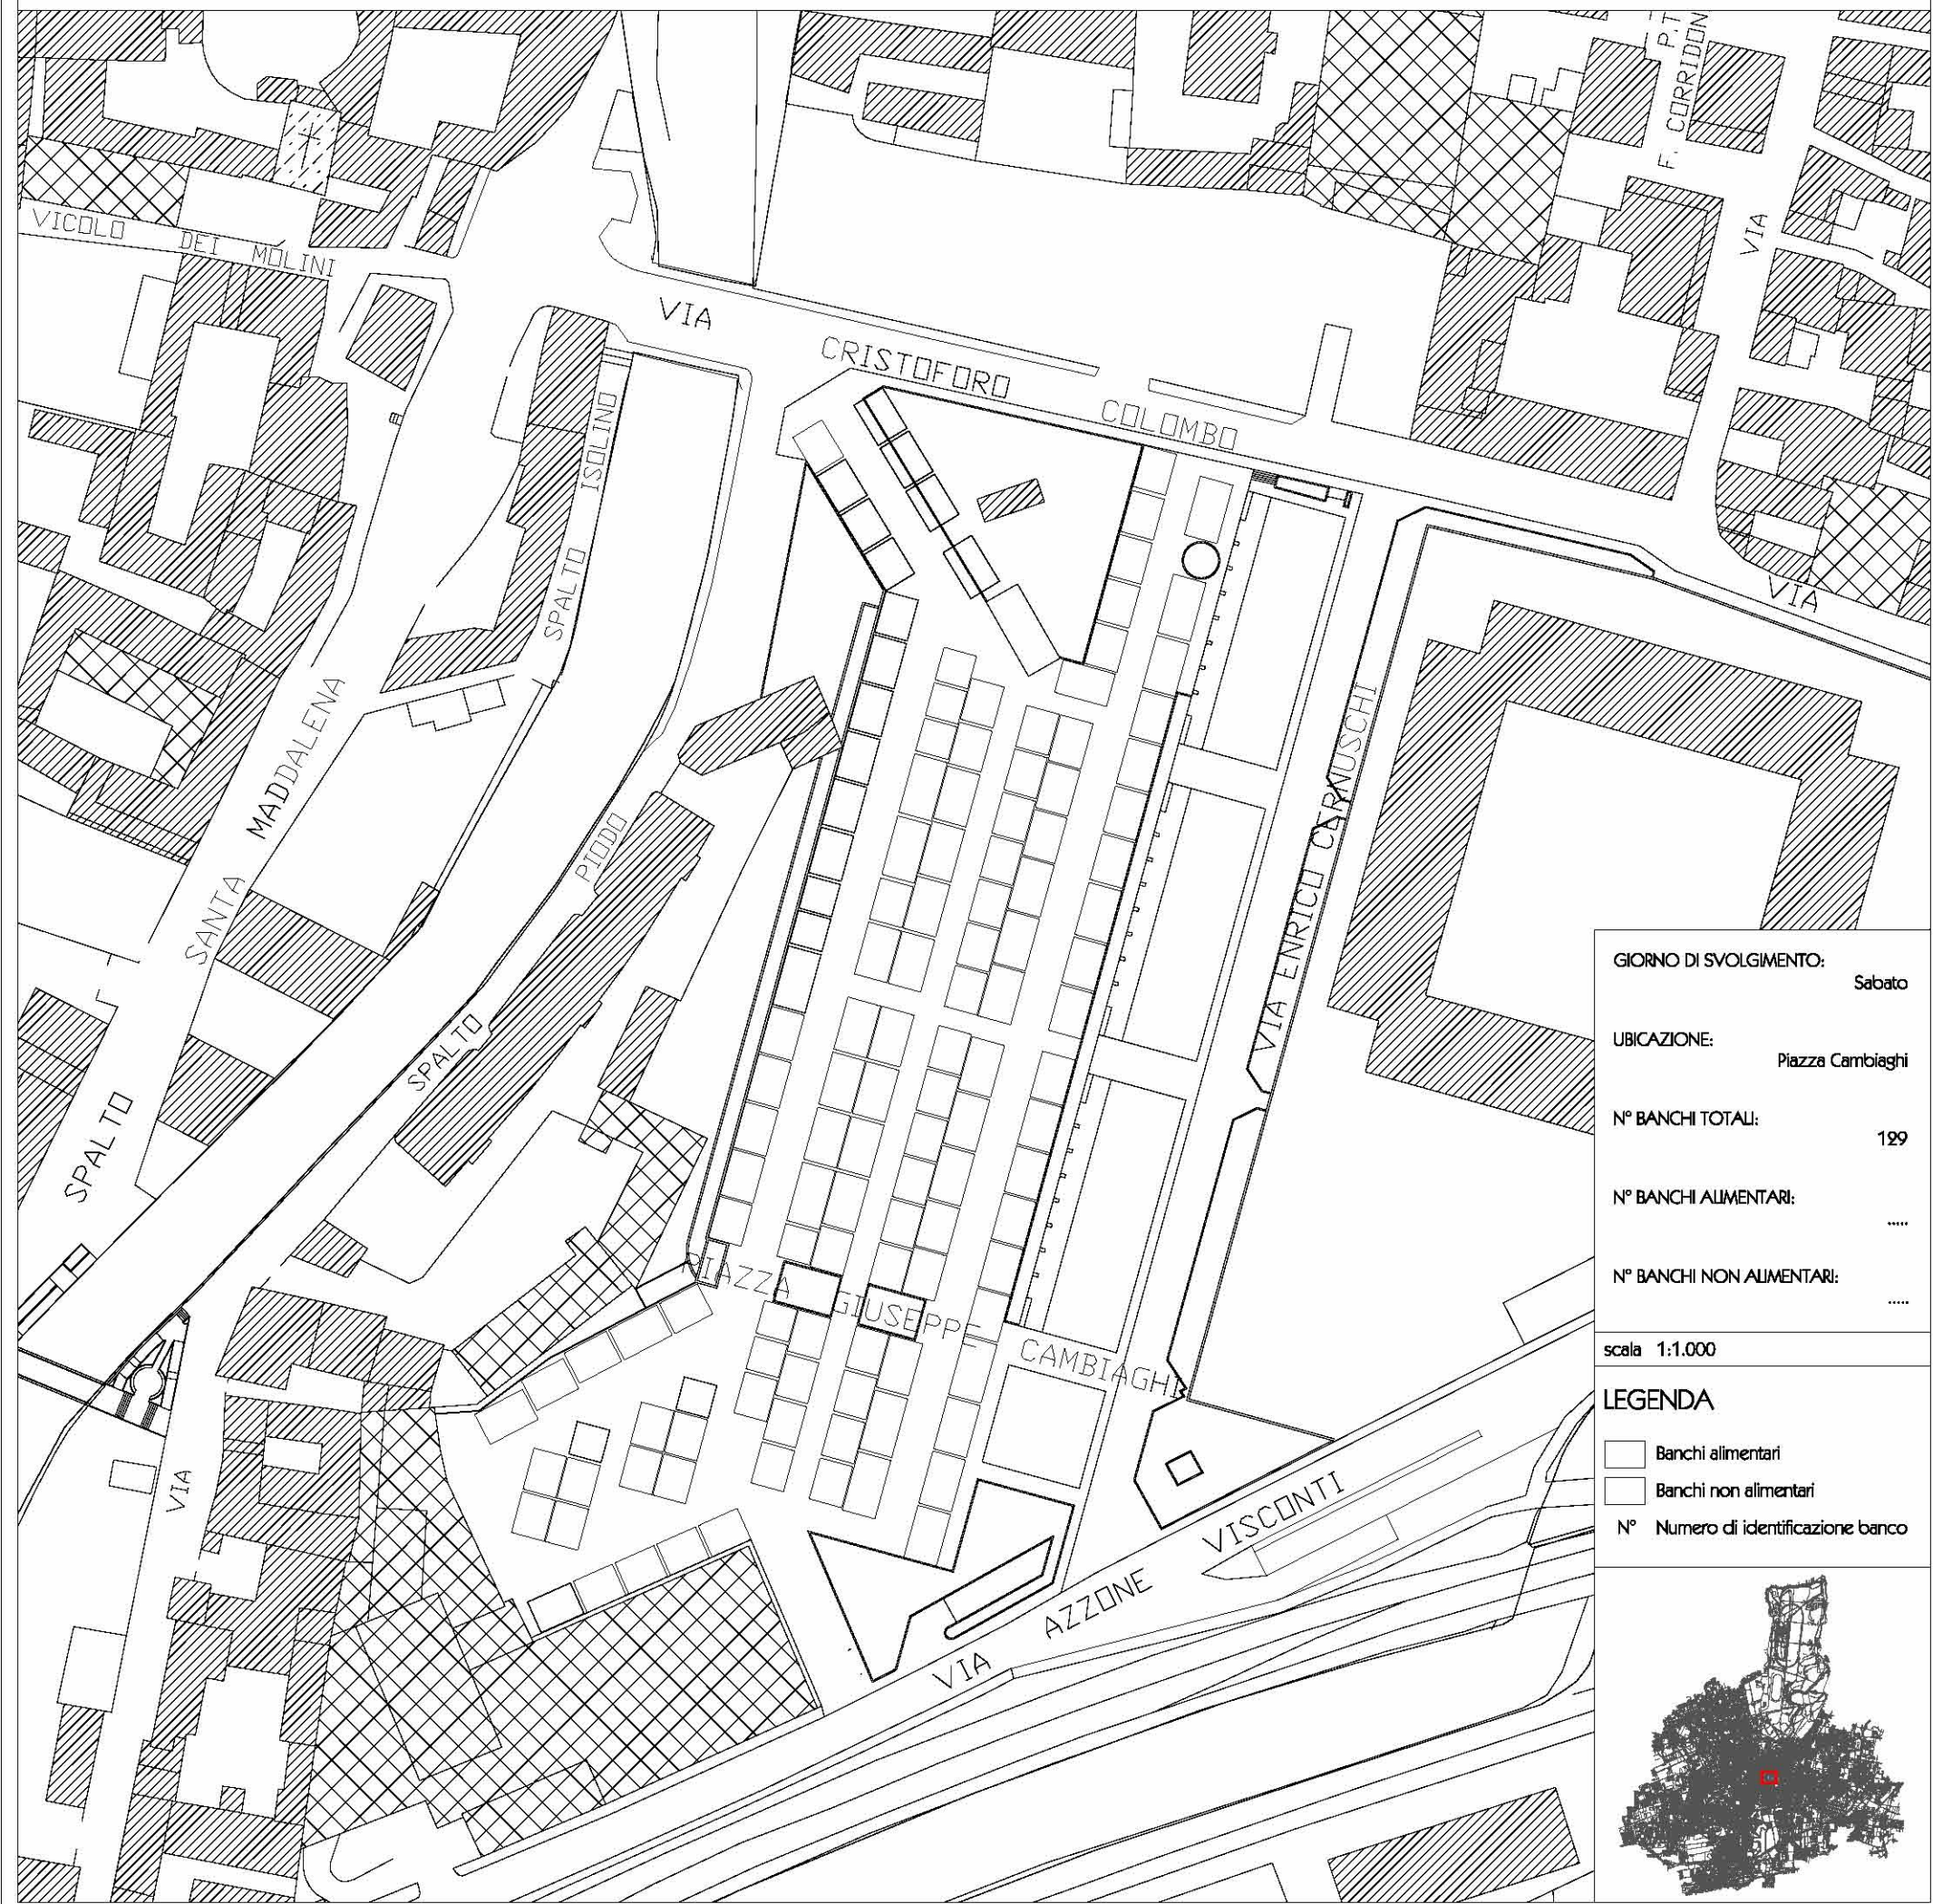 P.T
F. CORRIDON
VIA
VICOLO DEI MOLINI
VIA CRISTOFORO COLOMBO
SPALTO ISOLINO
VIA
SPALTO SANTA MADDALENA
SPALTO PIODO
VIA ENRICO CERNUSCHI
PIAZZA GIUSEPPE CAMBIAGHI
VIA
VIA AZZONE VISCONTI
GIORNO DI SVOLGIMENTO:
Sabato
UBICAZIONE:
Piazza Cambiaghi
N° BANCHI TOTALI:
129
N° BANCHI ALIMENTARI:
.....
N° BANCHI NON ALIMENTARI:
.....
scala 1:1.000
LEGENDA
Banchi alimentari
Banchi non alimentari
N° Numero di identificazione banco